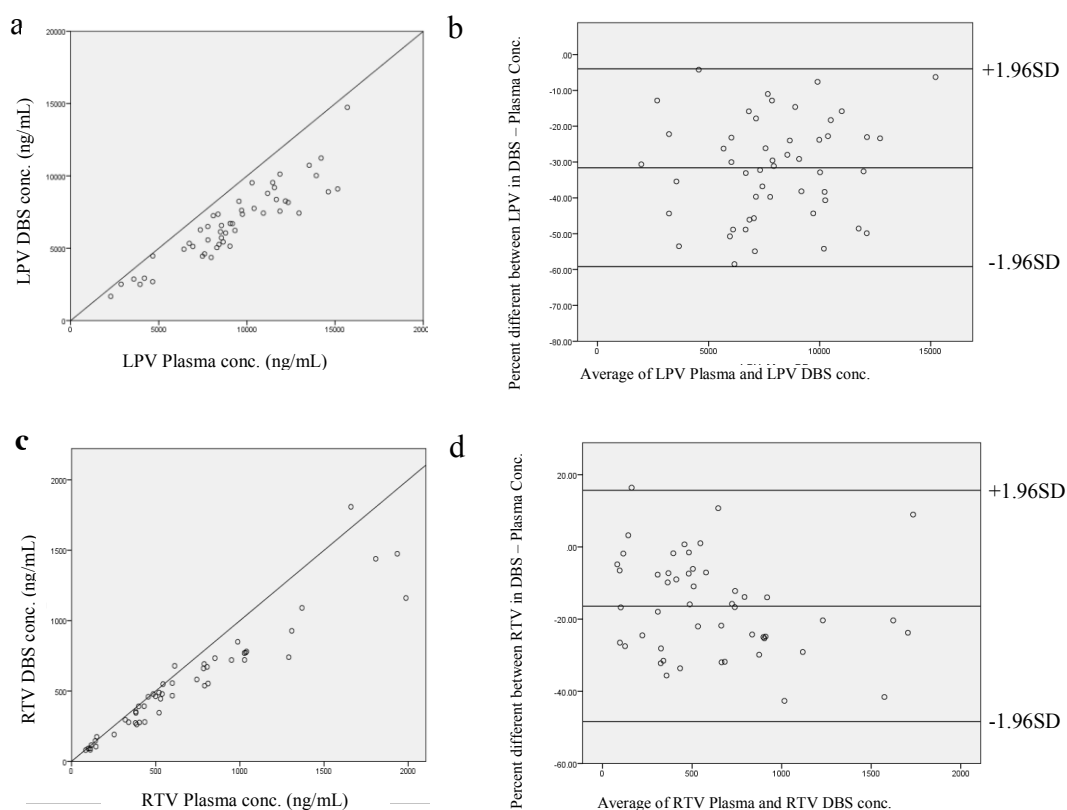 a
20000
15000
10000
5000
0
0
5000
10000
15000
2000
LPV DBS conc. (ng/mL)
LPV Plasma conc. (ng/mL)
b
.00
-10.00
-20.00
-30.00
-40.00
-50.00
-60.00
-70.00
-80.00
0
5000
10000
15000
+1.96SD
-1.96SD
Percent different between LPV in DBS – Plasma Conc.
Average of LPV Plasma and LPV DBS conc.
c
2000
1500
1000
500
0
0
500
1000
1500
2000
RTV DBS conc. (ng/mL)
RTV Plasma conc. (ng/mL)
d
20.00
.00
-20.00
-40.00
-60.00
0
500
1000
1500
2000
+1.96SD
-1.96SD
Percent different between RTV in DBS – Plasma Conc.
Average of RTV Plasma and RTV DBS conc.